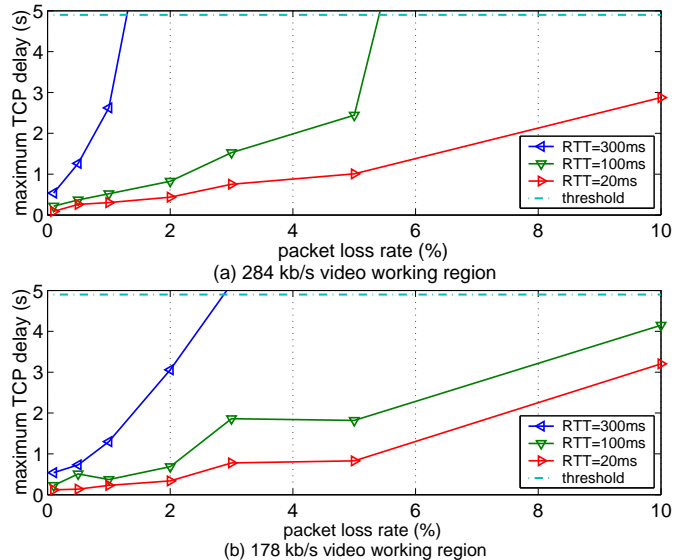 maximum TCP delay (s)
5
4
3
2
1
0
RTT=300ms
RTT=100ms
RTT=20ms
threshold
0 2 4 6 8 10
packet loss rate (%)
(a) 284 kb/s video working region
maximum TCP delay (s)
5
4
3
2
1
0
RTT=300ms
RTT=100ms
RTT=20ms
threshold
0 2 4 6 8 10
packet loss rate (%)
(b) 178 kb/s video working region